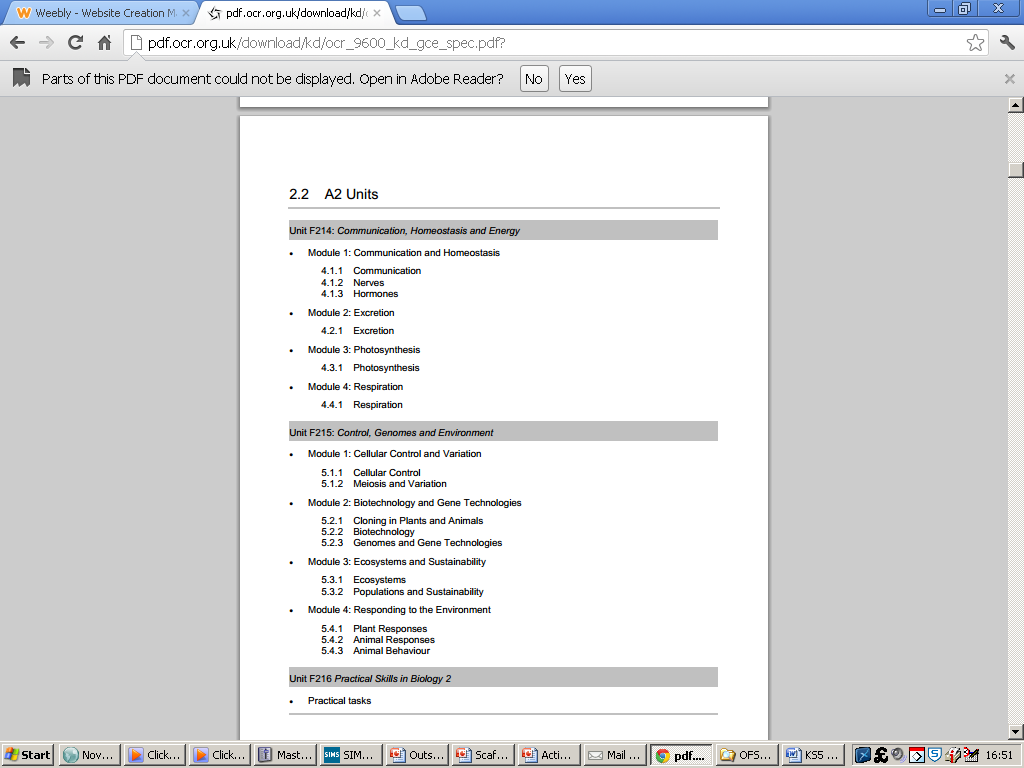 Weebly - Website Creation M
pdf.ocr.org.uk/download/kd/
pdf.ocr.org.uk/download/kd/ocr_9600_kd_gce_spec.pdf?
Parts of this PDF document could not be displayed. Open in Adobe Reader? No Yes
2.2 A2 Units
Unit F214: Communication, Homeostasis and Energy
• Module 1: Communication and Homeostasis
4.1.1 Communication
4.1.2 Nerves
4.1.3 Hormones
• Module 2: Excretion
4.2.1 Excretion
• Module 3: Photosynthesis
4.3.1 Photosynthesis
• Module 4: Respiration
4.4.1 Respiration
Unit F215: Control, Genomes and Environment
• Module 1: Cellular Control and Variation
5.1.1 Cellular Control
5.1.2 Meiosis and Variation
• Module 2: Biotechnology and Gene Technologies
5.2.1 Cloning in Plants and Animals
5.2.2 Biotechnology
5.2.3 Genomes and Gene Technologies
• Module 3: Ecosystems and Sustainability
5.3.1 Ecosystems
5.3.2 Populations and Sustainability
• Module 4: Responding to the Environment
5.4.1 Plant Responses
5.4.2 Animal Responses
5.4.3 Animal Behaviour
Unit F216 Practical Skills in Biology 2
• Practical tasks
Start Nov... Click... Click... Mast... SIMS SIM... Outs... Scaf... Acti... Mail ... pdf.... OFS... KS5 ... 16:51